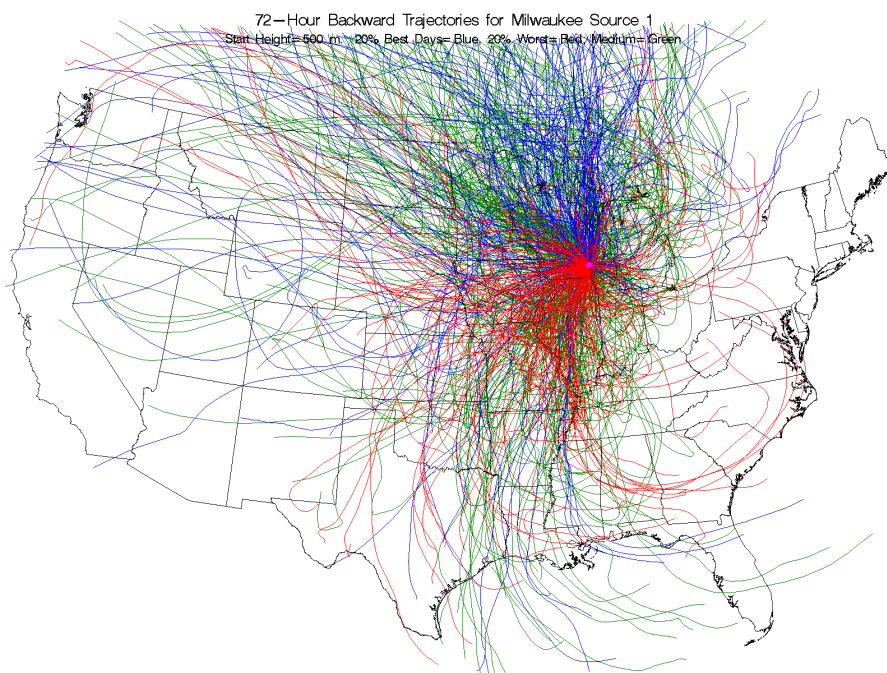 72-Hour Backward Trajectories for Milwaukee Source 1
Start Height= 500 m. 20% Best Days= Blue, 20% Worst= Red, Medium= Green